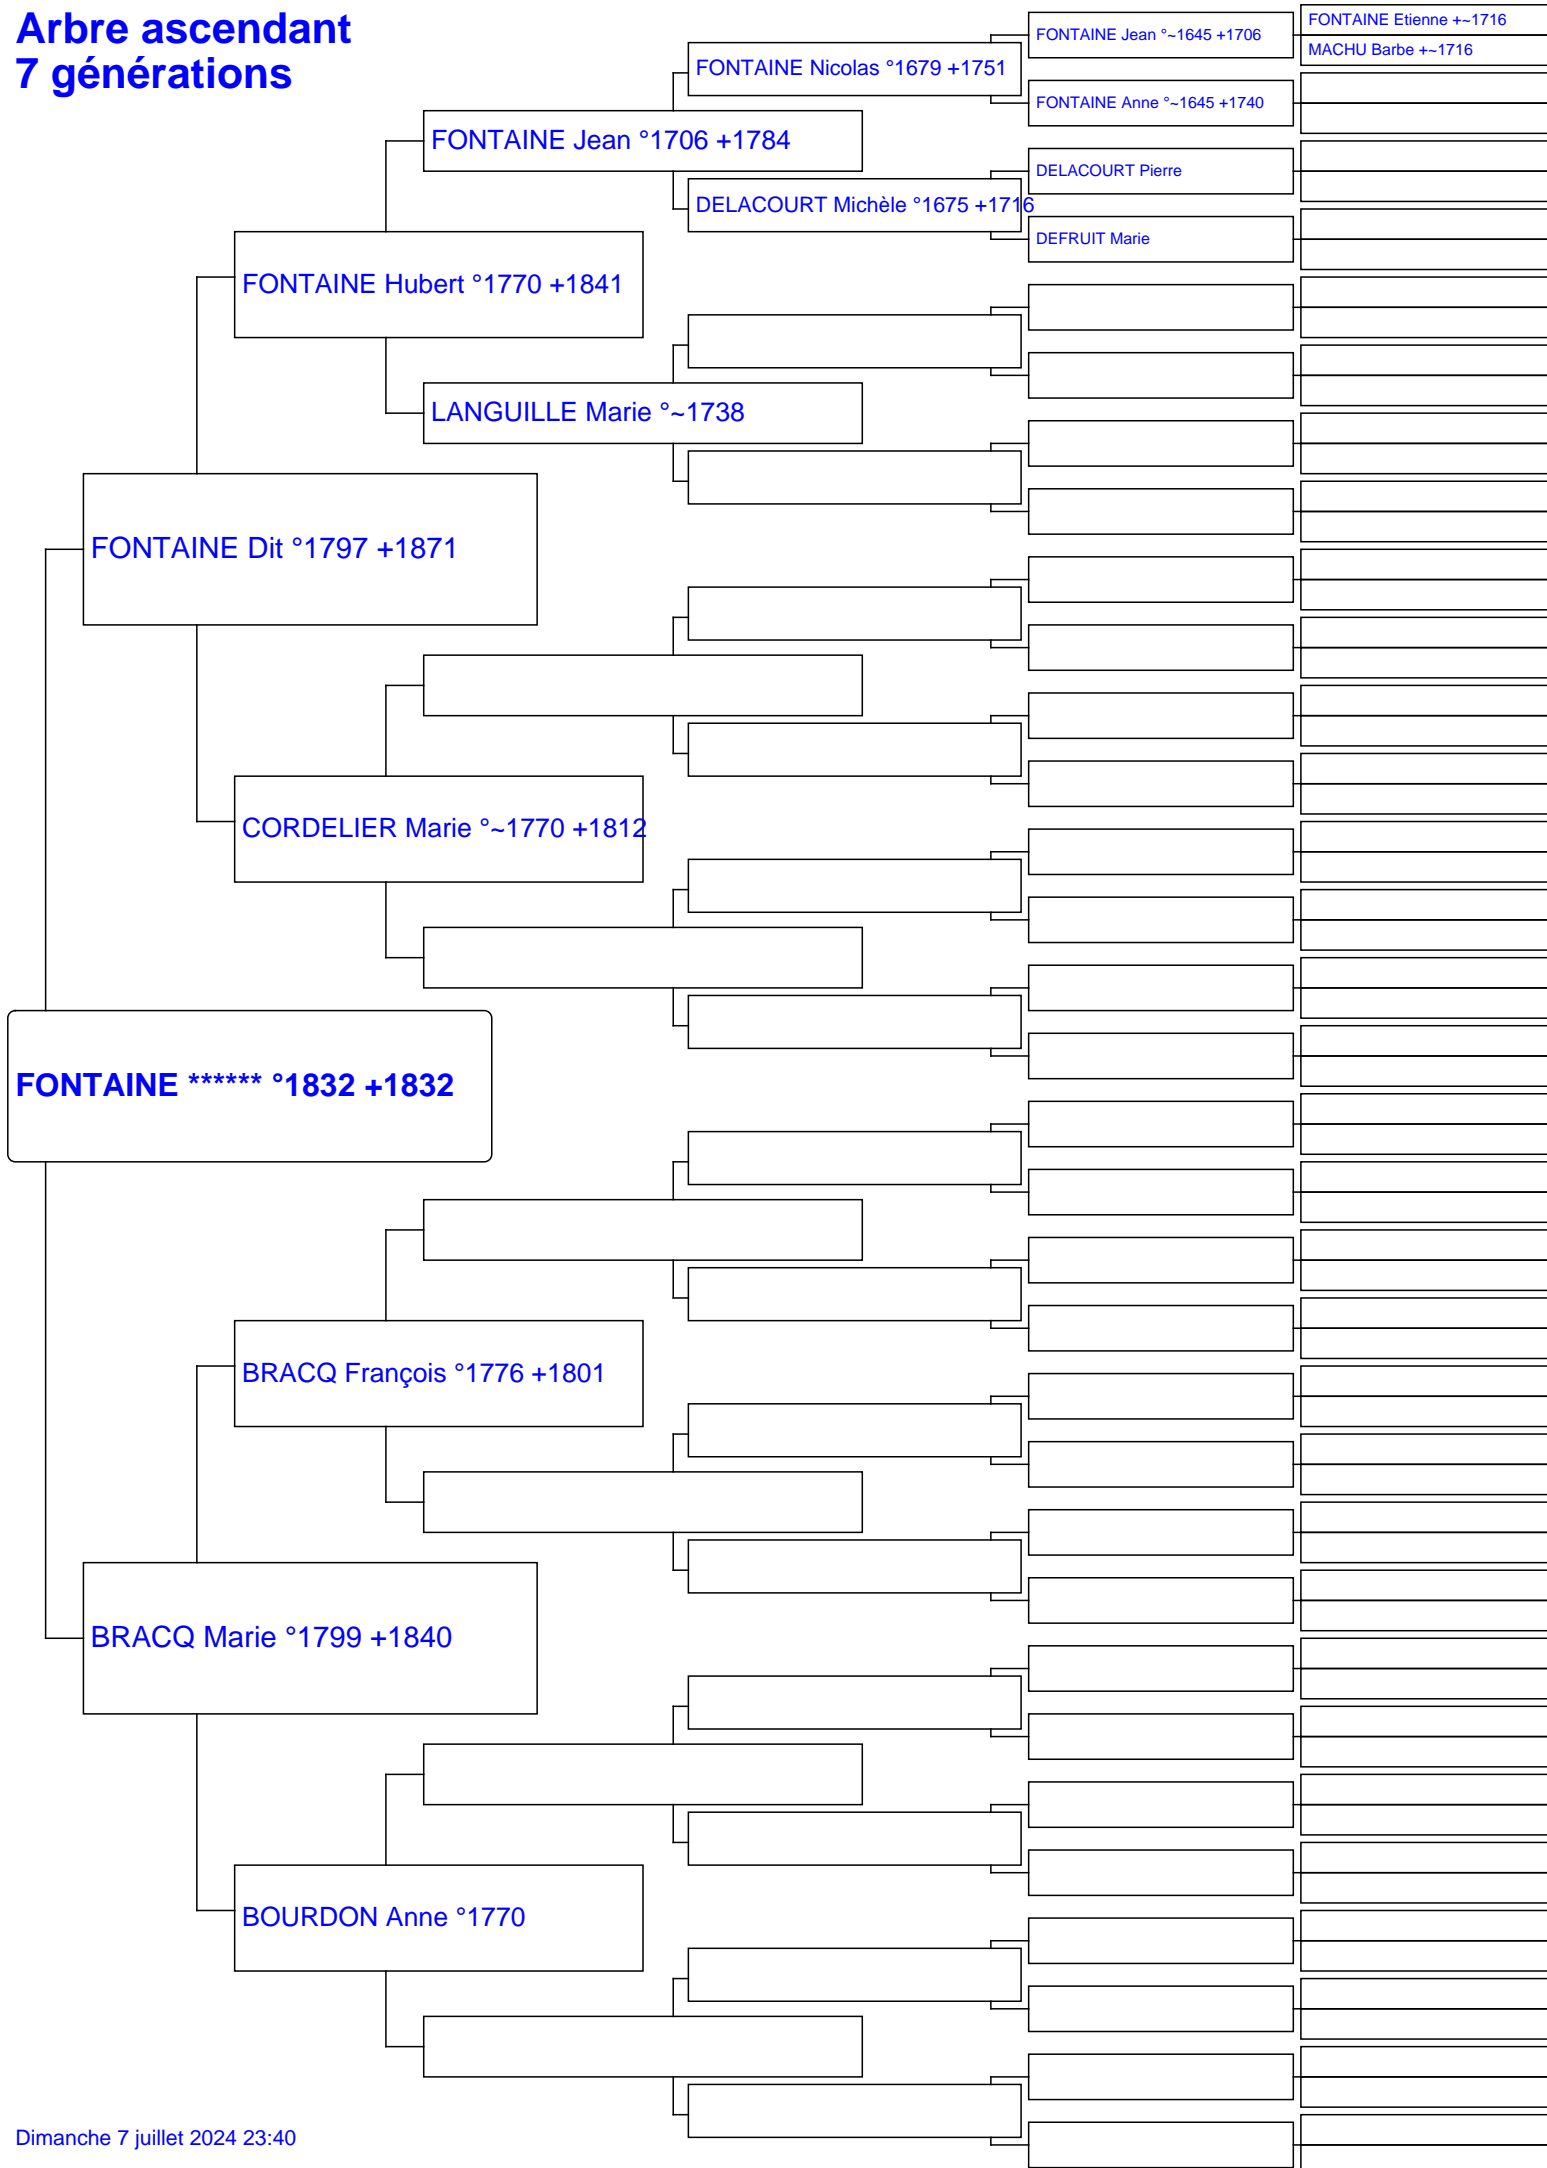 Arbre ascendant
7 générations
FONTAINE Etienne +~1716
MACHU Barbe +~1716
FONTAINE Jean °~1645 +1706
FONTAINE Nicolas °1679 +1751
FONTAINE Anne °~1645 +1740
FONTAINE Jean °1706 +1784
DELACOURT Pierre
DELACOURT Michèle °1675 +1716
DEFRUIT Marie
FONTAINE Hubert °1770 +1841
LANGUILLE Marie °~1738
FONTAINE Dit °1797 +1871
CORDELIER Marie °~1770 +1812
FONTAINE ****** °1832 +1832
BRACQ François °1776 +1801
BRACQ Marie °1799 +1840
BOURDON Anne °1770
Dimanche 7 juillet 2024 23:40